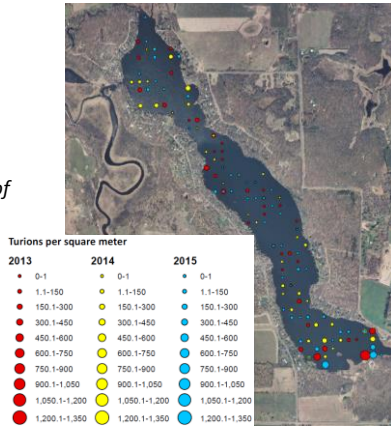 of
Turions per square meter
2013 2014 2015
0-1 0-1 0-1
1.1-150 1.1-150 1.1-150
150.1-300 150.1-300 150.1-300
300.1-450 300.1-450 300.1-450
450.1-600 450.1-600 450.1-600
600.1-750 600.1-750 600.1-750
750.1-900 750.1-900 750.1-900
900.1-1,050 900.1-1,050 900.1-1,050
1,050.1-1,200 1,050.1-1,200 1,050.1-1,200
1,200.1-1,350 1,200.1-1,350 1,200.1-1,350